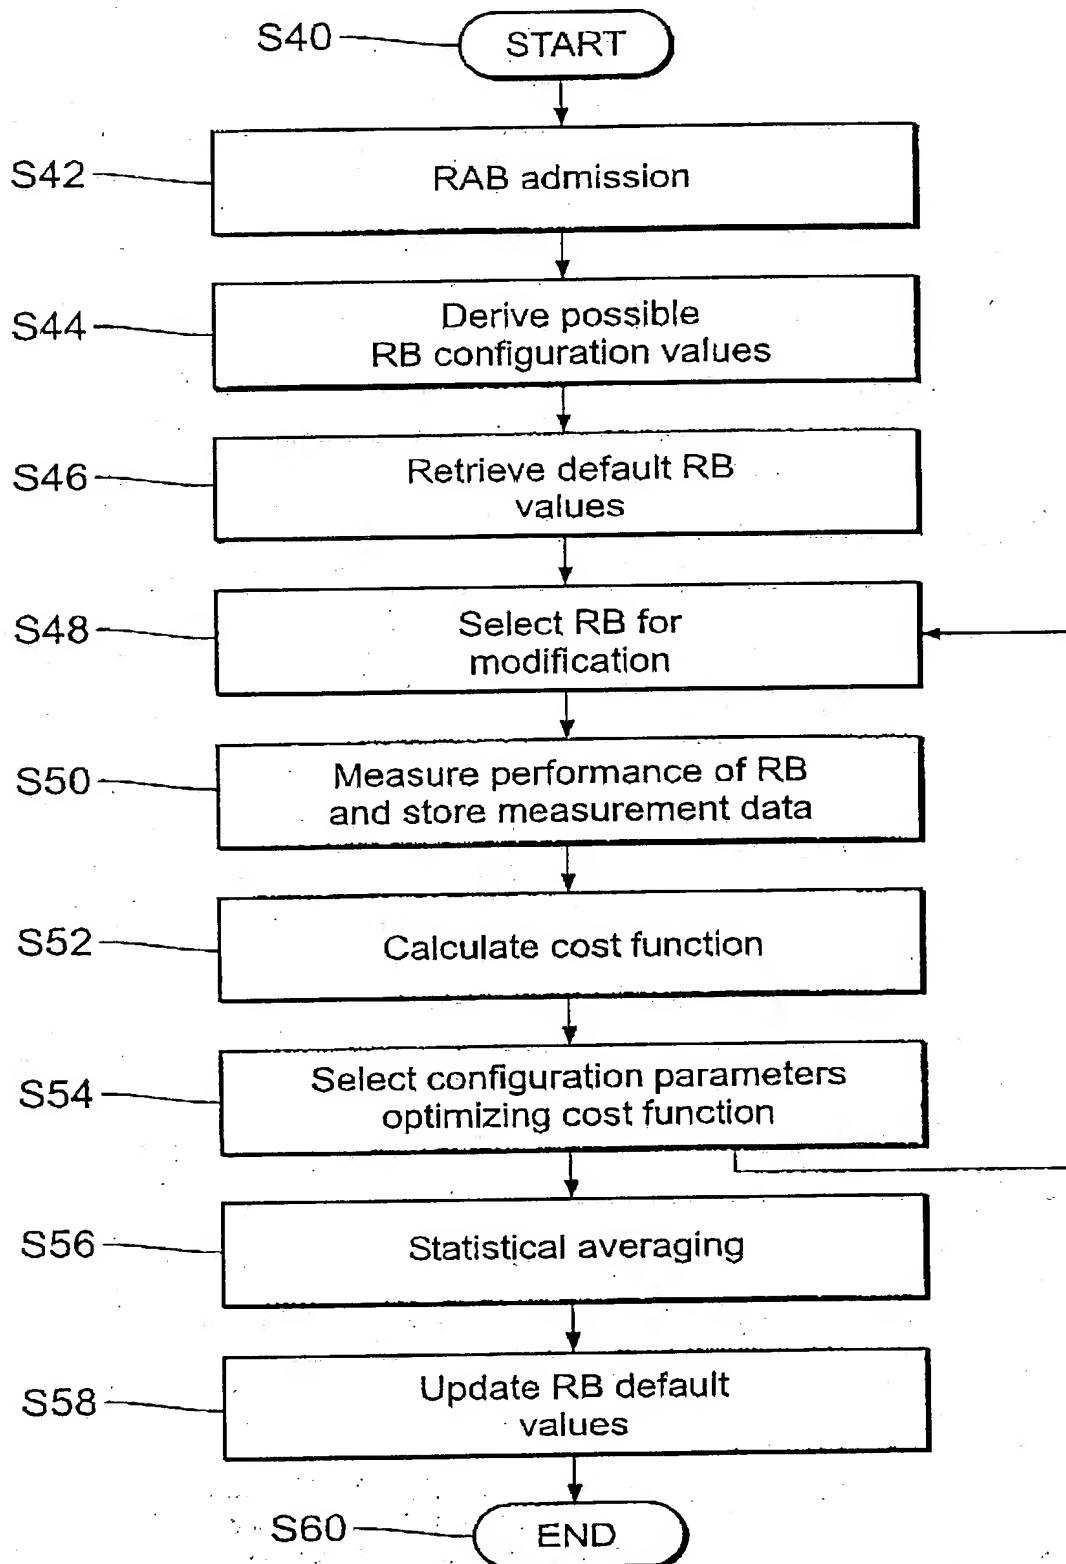 S40
START
S42
RAB admission
S44
Derive possible
RB configuration values
S46
Retrieve default RB
values
S48
Select RB for
modification
S50
Measure performance of RB
and store measurement data
S52
Calculate cost function
S54
Select configuration parameters
optimizing cost function
S56
Statistical averaging
S58
Update RB default
values
S60
END